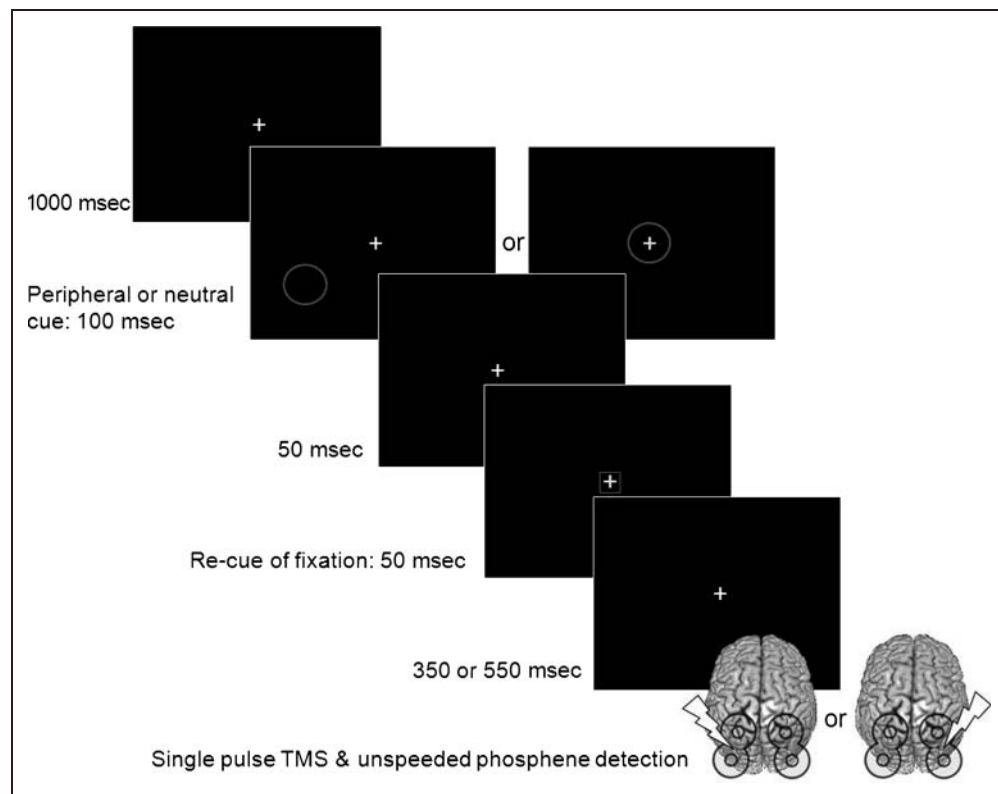 1000 msec
or
Peripheral or neutral
cue: 100 msec
50 msec
Re-cue of fixation: 50 msec
350 or 550 msec
or
Single pulse TMS & unspeeded phosphene detection